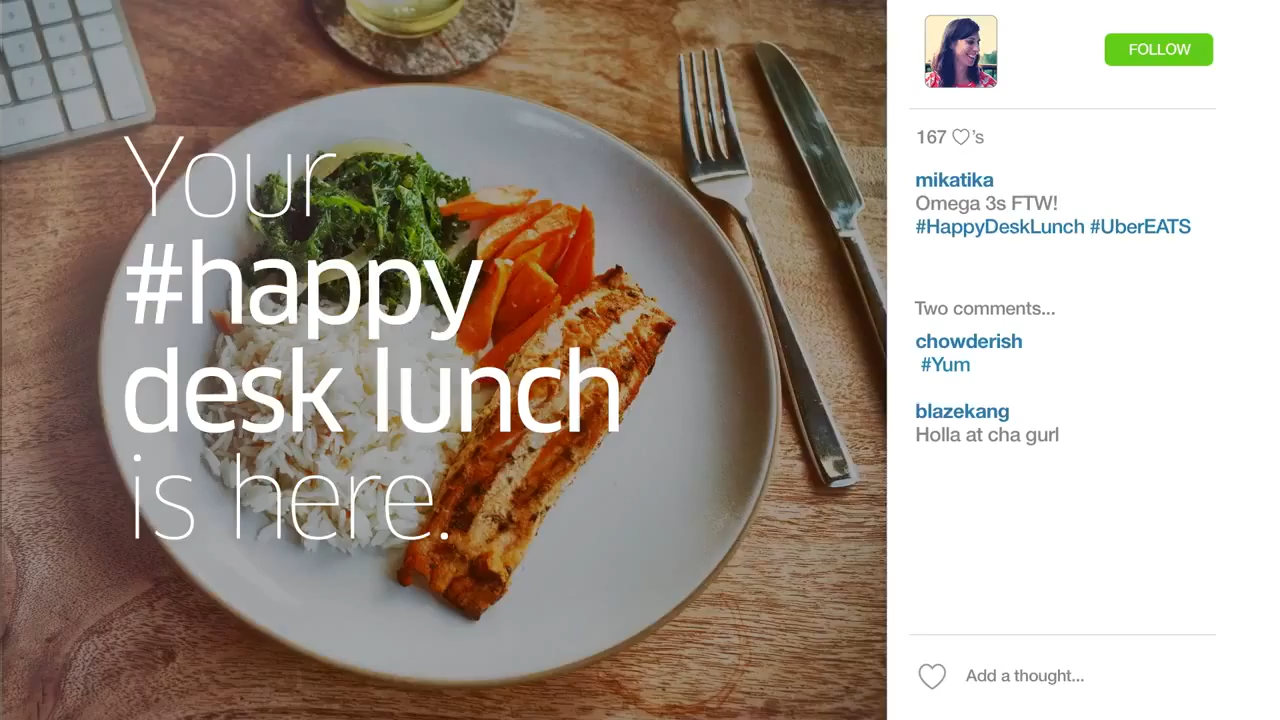 Your
#happy
desk lunch
is here.
FOLLOW
167 ♡'s
mikatika
Omega 3s FTW!
#HappyDeskLunch #UberEATS
Two comments...
chowderish
#Yum
blazekang
Holla at cha gurl
Add a thought...